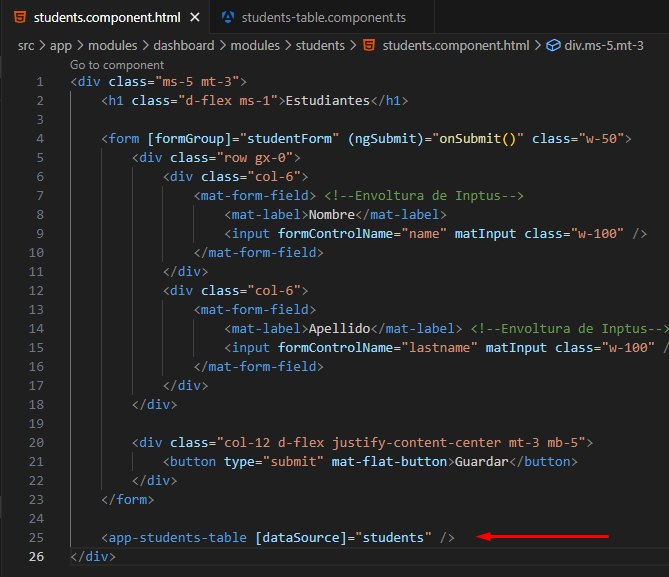 students.component.html
students-table.component.ts
src > app > modules > dashboard > modules > students > students.component.html > div.ms-5.mt-3
Go to component
1 <div class="ms-5 mt-3">
2 <h1 class="d-flex ms-1">Estudiantes</h1>
3
4 <form [formGroup]="studentForm" (ngSubmit)="onSubmit()" class="w-50">
5 <div class="row gx-0">
6 <div class="col-6">
7 <mat-form-field> <!--Envoltura de Inptus-->
8 <mat-label>Nombre</mat-label>
9 <input formControlName="name" matInput class="w-100" />
10 </mat-form-field>
11 </div>
12 <div class="col-6">
13 <mat-form-field>
14 <mat-label>Apellido</mat-label> <!--Envoltura de Inptus-->
15 <input formControlName="lastname" matInput class="w-100" /
16 </mat-form-field>
17 </div>
18 </div>
19
20 <div class="col-12 d-flex justify-content-center mt-3 mb-5">
21 <button type="submit" mat-flat-button>Guardar</button>
22 </div>
23 </form>
24
25 <app-students-table [dataSource]="students" />
26 </div>